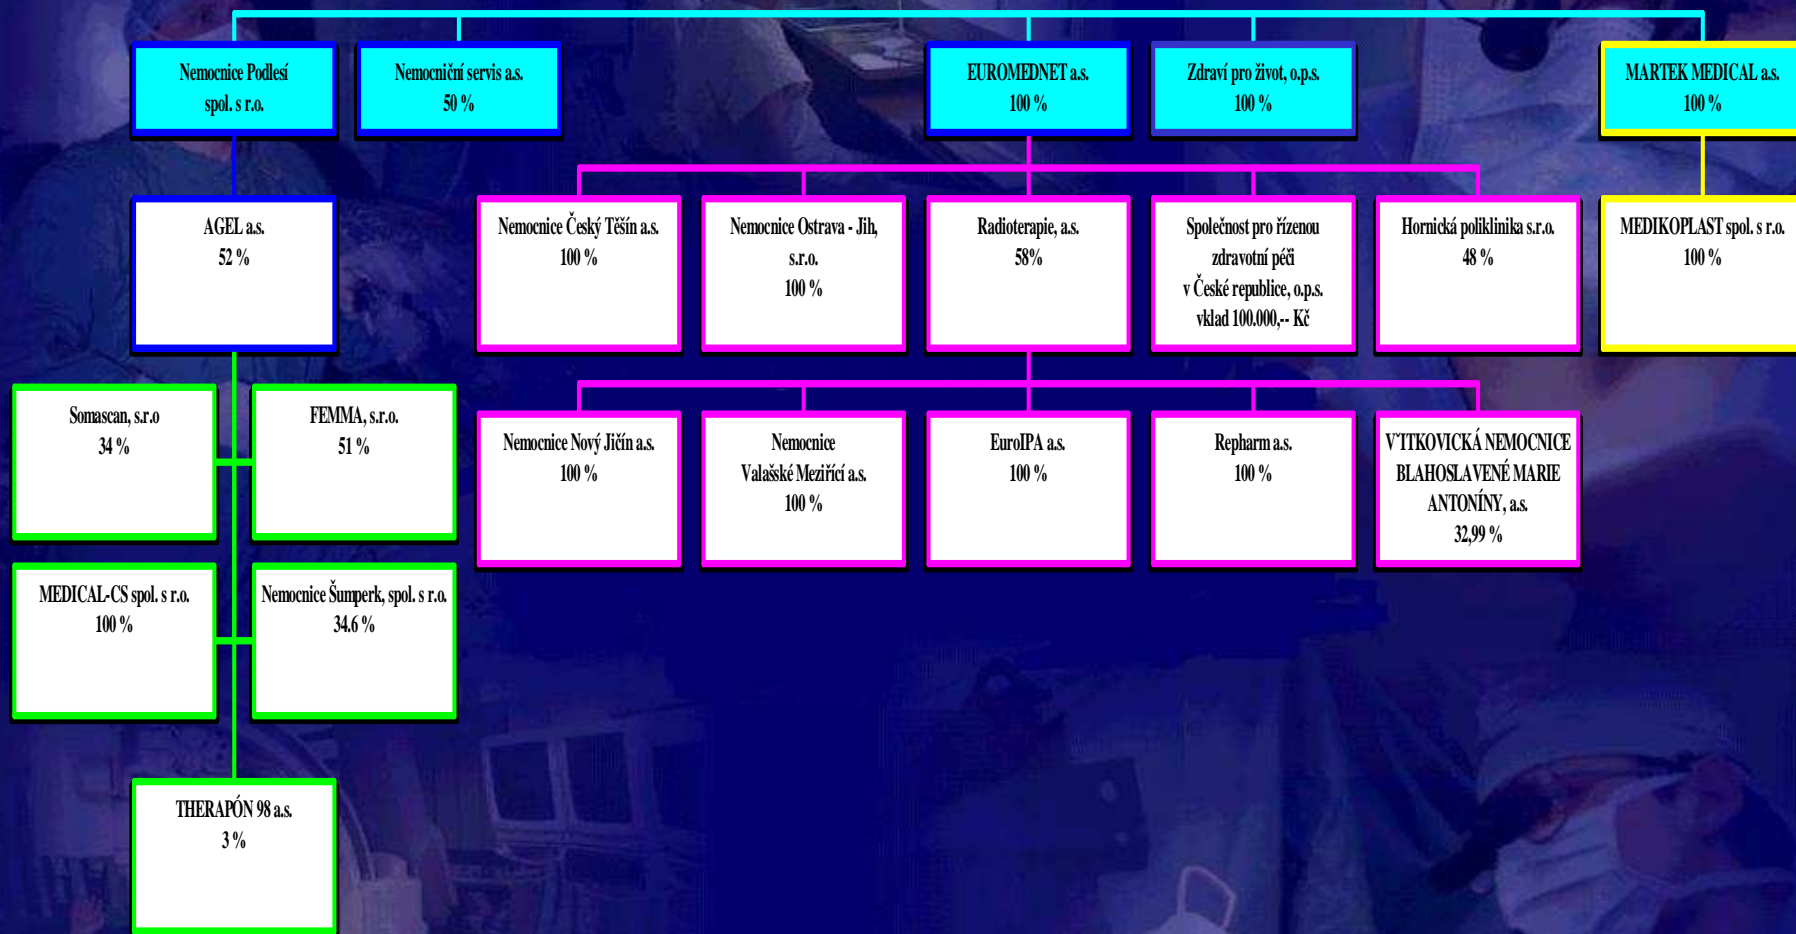 Nemocnice Podlesí
spol. s r.o.
Nemocniční servis a.s.
50 %
EUROMEDNET a.s.
100 %
Zdraví pro život, o.p.s.
100 %
MARTEK MEDICAL a.s.
100 %
AGEL a.s.
52 %
Nemocnice Český Těšín a.s.
100 %
Nemocnice Ostrava - Jih,
s.r.o.
100 %
Radioterapie, a.s.
58%
Společnost pro řízenou
zdravotní péči
v České republice, o.p.s.
vklad 100.000,-- Kč
Hornická poliklinika s.r.o.
48 %
MEDIKOPLAST spol. s r.o.
100 %
Somascan, s.r.o
34 %
FEMMA, s.r.o.
51 %
Nemocnice Nový Jičín a.s.
100 %
Nemocnice
Valašské Meziřící a.s.
100 %
EuroIPA a.s.
100 %
Repharm a.s.
100 %
VˇITKOVICKÁ NEMOCNICE
BLAHOSLAVENÉ MARIE
ANTONÍNY, a.s.
32,99 %
MEDICAL-CS spol. s r.o.
100 %
Nemocnice Šumperk, spol. s r.o.
34.6 %
THERAPÓN 98 a.s.
3 %